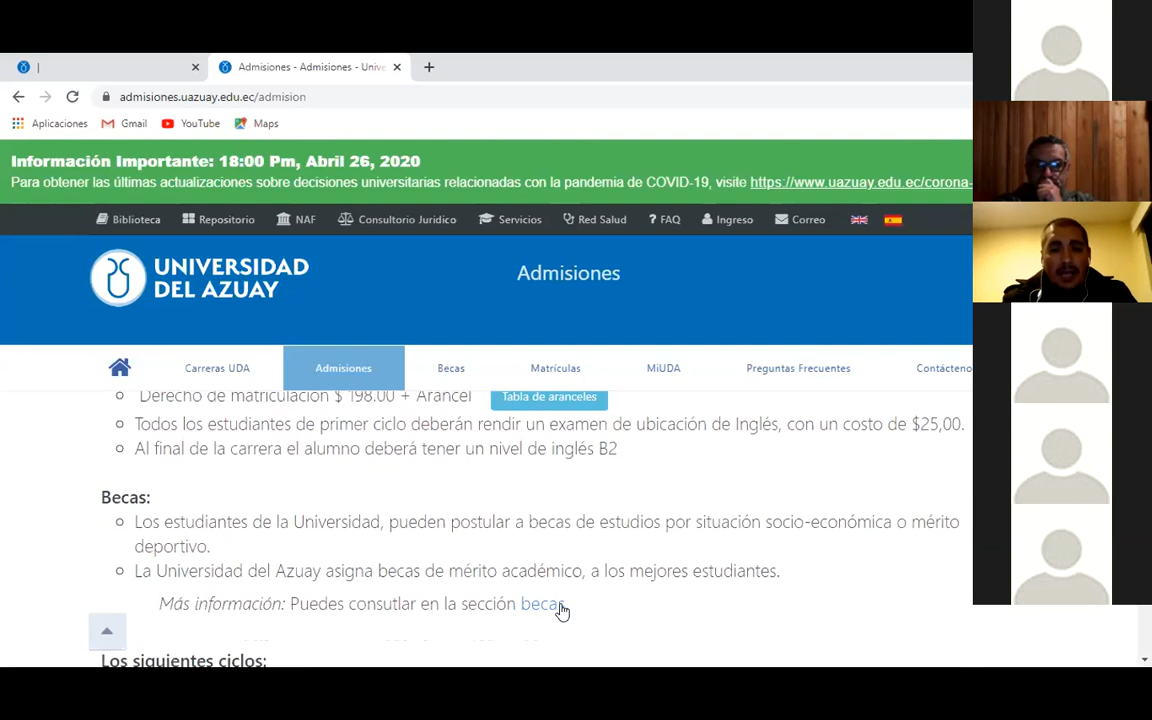 Admisiones - Admisiones - Unive
admisiones.uazuay.edu.ec/admision
Aplicaciones Gmail YouTube Maps
Información Importante: 18:00 Pm, Abril 26, 2020
Para obtener las últimas actualizaciones sobre decisiones universitarias relacionadas con la pandemia de COVID-19, visite https://www.uazuay.edu.ec/corona-
Biblioteca Repositorio NAF Consultorio Jurídico Servicios Red Salud ? FAQ Ingreso Correo
UNIVERSIDAD
DEL AZUAY
Admisiones
Carreras UDA Admisiones Becas Matrículas MiUDA Preguntas Frecuentes Contácteno
Derecho de matriculación $ 198.00 + Arancel Tabla de aranceles
Todos los estudiantes de primer ciclo deberán rendir un examen de ubicación de Inglés, con un costo de $25,00.
Al final de la carrera el alumno deberá tener un nivel de inglés B2
Becas:
Los estudiantes de la Universidad, pueden postular a becas de estudios por situación socio-económica o mérito
deportivo.
La Universidad del Azuay asigna becas de mérito académico, a los mejores estudiantes.
Más información: Puedes consutlar en la sección becas
Los siguientes ciclos: